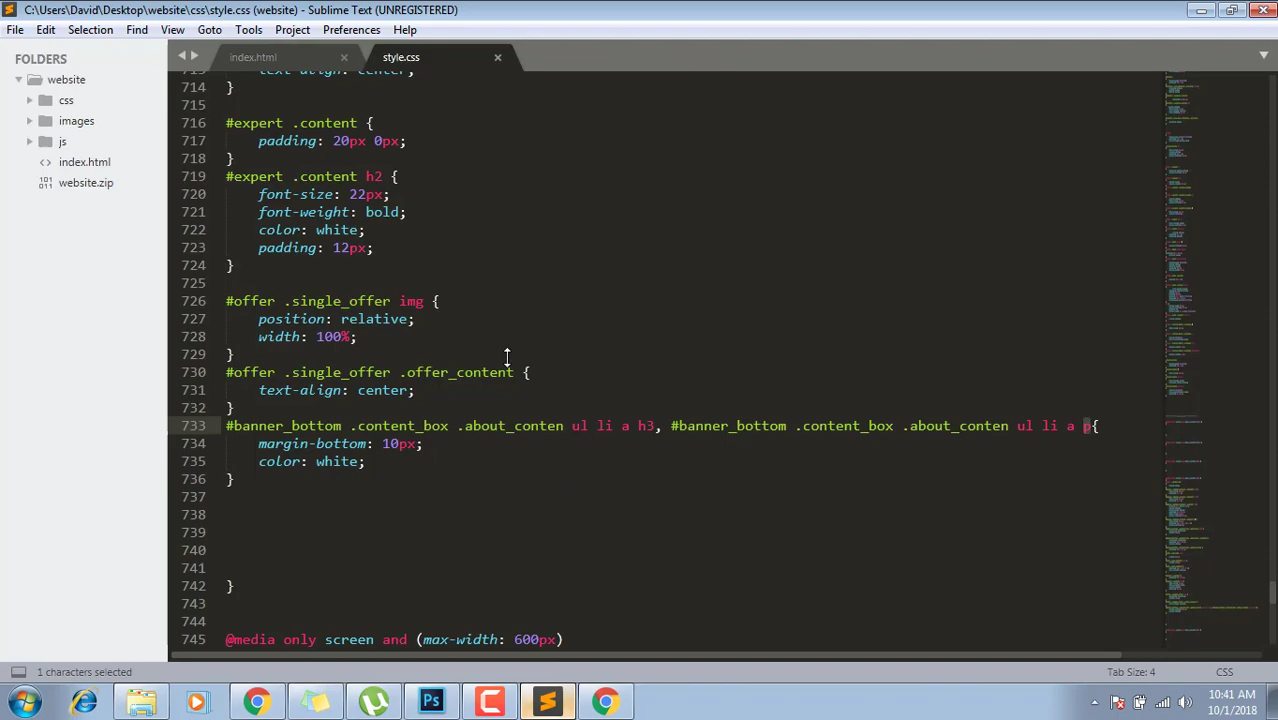 C:\Users\David\Desktop\website\css\style.css (website) - Sublime Text (UNREGISTERED)
File Edit Selection Find View Goto Tools Project Preferences Help
FOLDERS
website
css
images
js
index.html
website.zip
index.html
style.css
713 text-align: center;
714 }
715
716 #expert .content {
717 padding: 20px 0px;
718 }
719 #expert .content h2 {
720 font-size: 22px;
721 font-weight: bold;
722 color: white;
723 padding: 12px;
724 }
725
726 #offer .single_offer img {
727 position: relative;
728 width: 100%;
729 }
730 #offer .single_offer .offer_content {
731 text-align: center;
732 }
733 #banner_bottom .content_box .about_conten ul li a h3, #banner_bottom .content_box .about_conten ul li a p{
734 margin-bottom: 10px;
735 color: white;
736 }
737
738
739
740
741
742 }
743
744
745 @media only screen and (max-width: 600px)
1 characters selected
Tab Size: 4
CSS
Ps
10:41 AM
10/1/2018